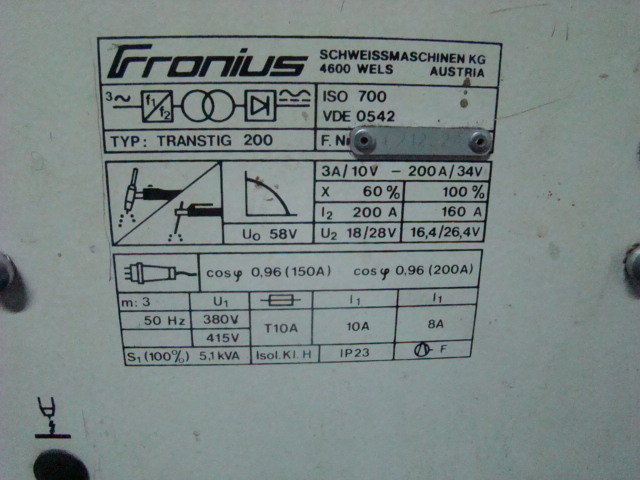 Fronius SCHWEISSMASCHINEN KG
4600 WELS AUSTRIA
3~ f1/f2 ISO 700
VDE 0542
TYP: TRANSTIG 200 F. Nr
3A/10V - 200A/34V
X 60% 100%
I2 200 A 160 A
U0 58V U2 18/28V 16,4/26,4V
cosφ 0,96 (150A) cosφ 0,96 (200A)
m: 3 U1 I1 I1
50 Hz 380V T10A 10A 8A
415V
S1 (100%) 5,1 kVA Isol. Kl. H IP23 F